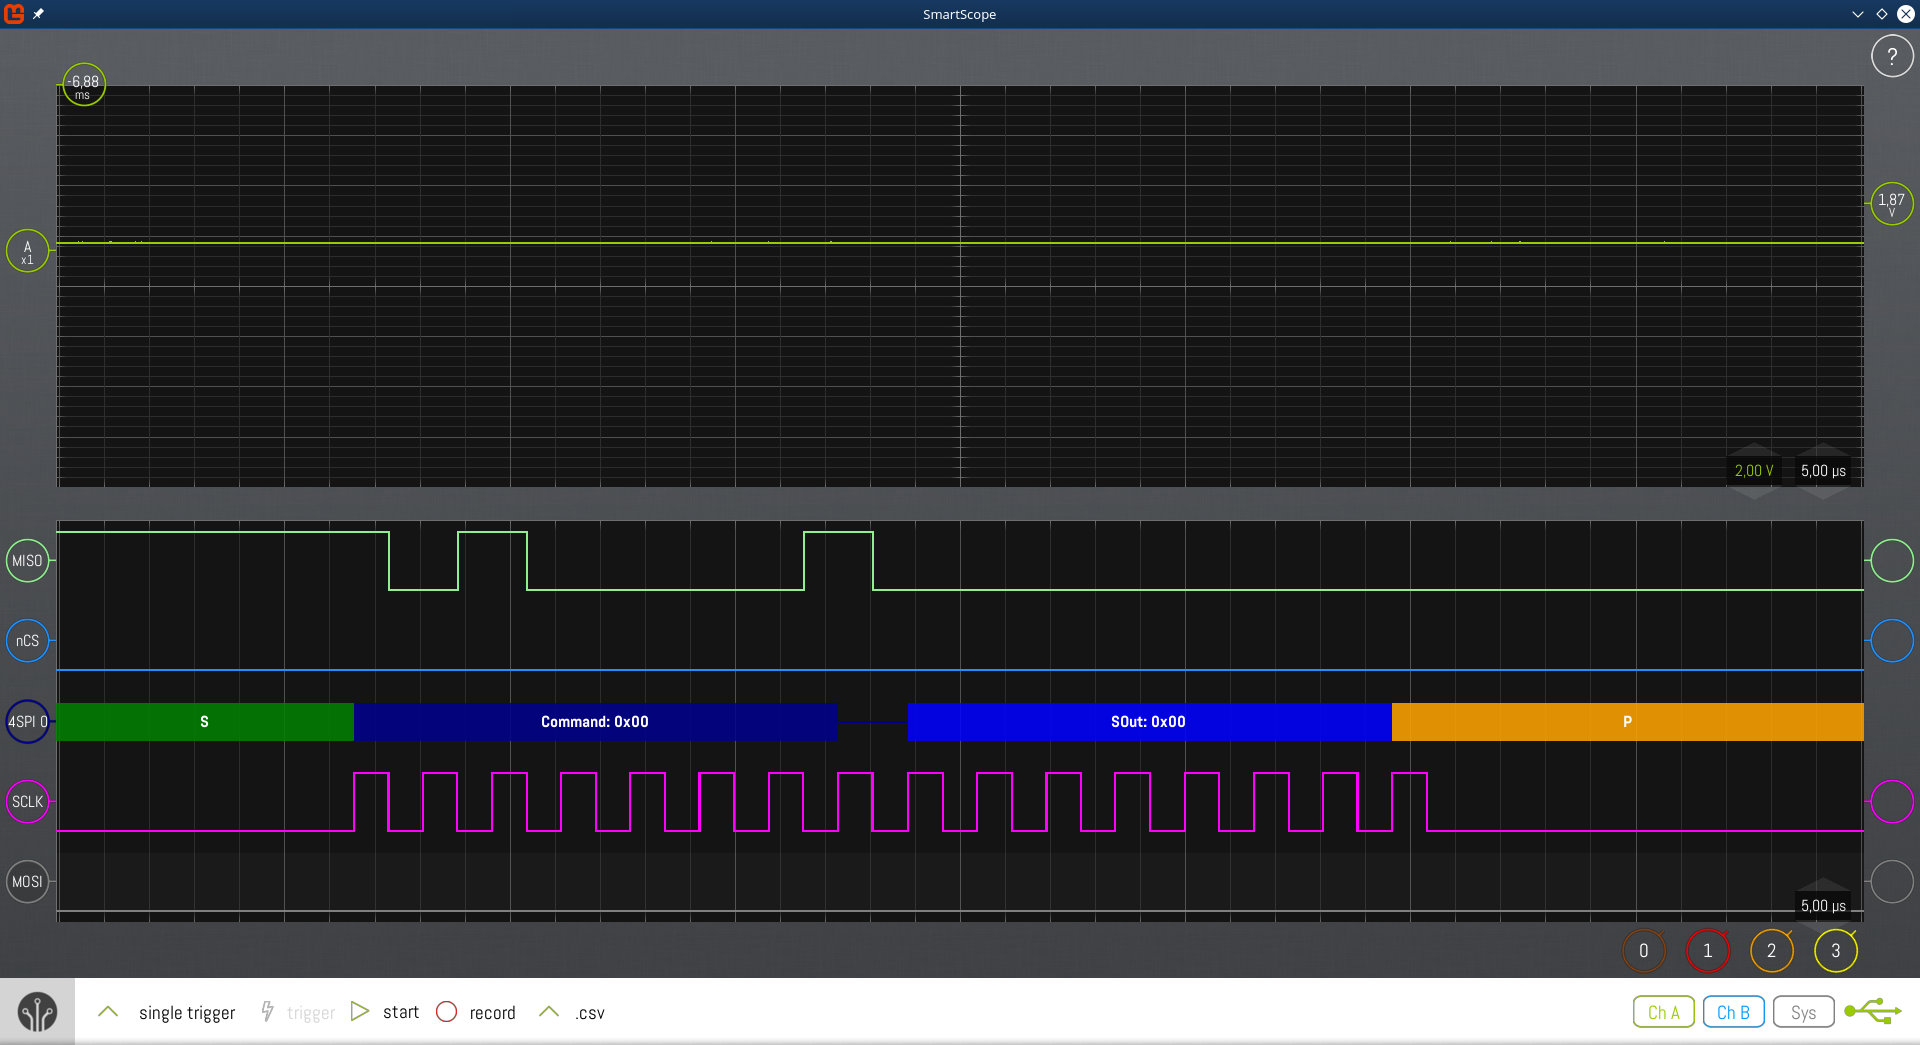 SmartScope
?
-6,88
ms
1,87
V
A
x1
2,00 V
5,00 µs
MISO
nCS
4SPI 0
S
Command: 0x00
SOut: 0x00
P
SCLK
MOSI
5,00 µs
0
1
2
3
single trigger
trigger
start
record
.csv
Ch A
Ch B
Sys